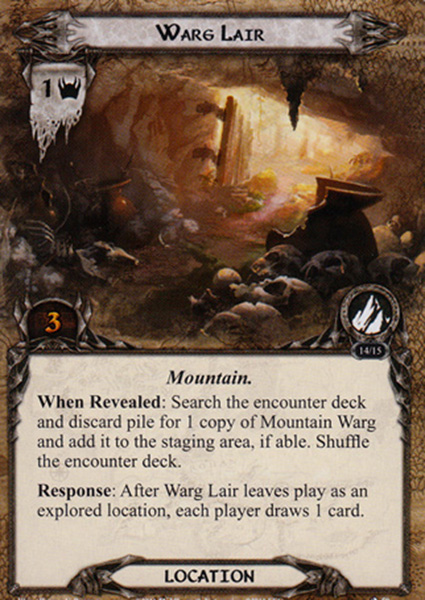 Warg Lair
1
3
14/15
Mountain.
When Revealed: Search the encounter deck
and discard pile for 1 copy of Mountain Warg
and add it to the staging area, if able. Shuffle
the encounter deck.
Response: After Warg Lair leaves play as an
explored location, each player draws 1 card.
LOCATION